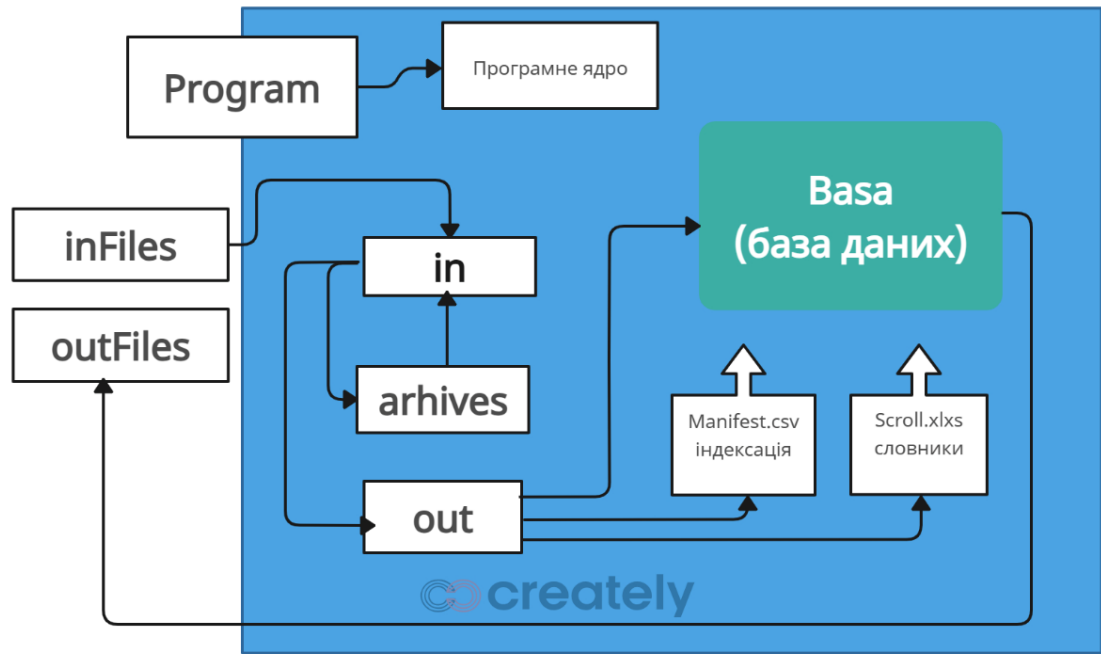 Program
Програмне ядро
Basa
(база даних)
inFiles
in
outFiles
arhives
Manifest.csv
індексація
Scroll.xlxs
словники
out
creately